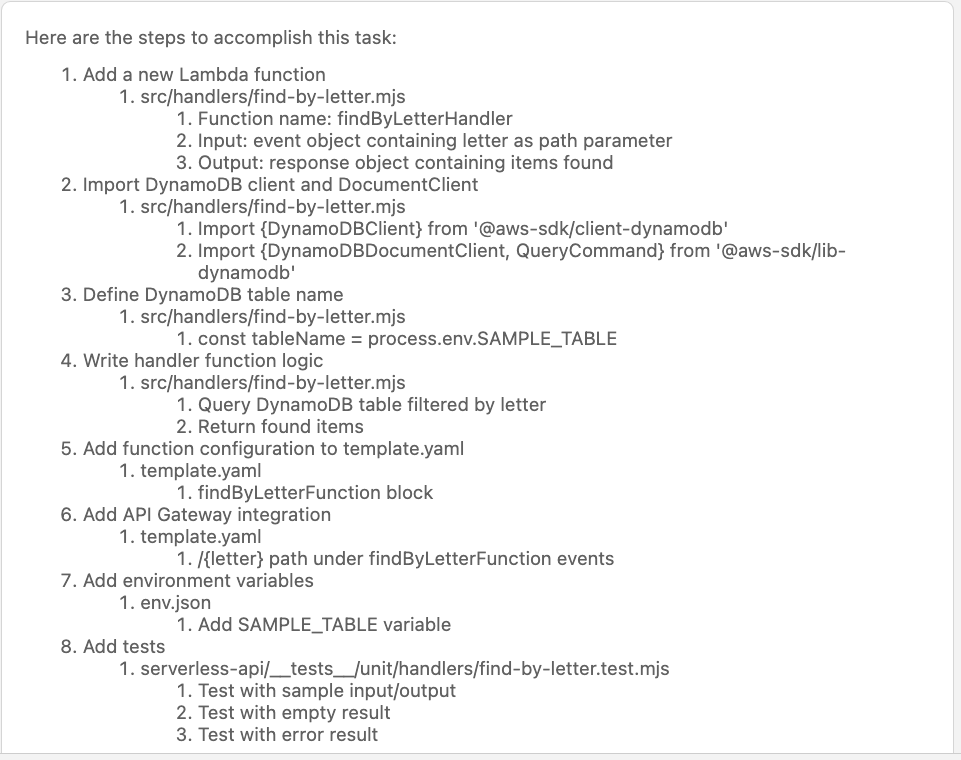 Here are the steps to accomplish this task:
1. Add a new Lambda function
1. src/handlers/find-by-letter.mjs
1. Function name: findByLetterHandler
2. Input: event object containing letter as path parameter
3. Output: response object containing items found
2. Import DynamoDB client and DocumentClient
1. src/handlers/find-by-letter.mjs
1. Import {DynamoDBClient} from '@aws-sdk/client-dynamodb'
2. Import {DynamoDBDocumentClient, QueryCommand} from '@aws-sdk/lib-
dynamodb'
3. Define DynamoDB table name
1. src/handlers/find-by-letter.mjs
1. const tableName = process.env.SAMPLE_TABLE
4. Write handler function logic
1. src/handlers/find-by-letter.mjs
1. Query DynamoDB table filtered by letter
2. Return found items
5. Add function configuration to template.yaml
1. template.yaml
1. findByLetterFunction block
6. Add API Gateway integration
1. template.yaml
1. /{letter} path under findByLetterFunction events
7. Add environment variables
1. env.json
1. Add SAMPLE_TABLE variable
8. Add tests
1. serverless-api/__tests__/unit/handlers/find-by-letter.test.mjs
1. Test with sample input/output
2. Test with empty result
3. Test with error result